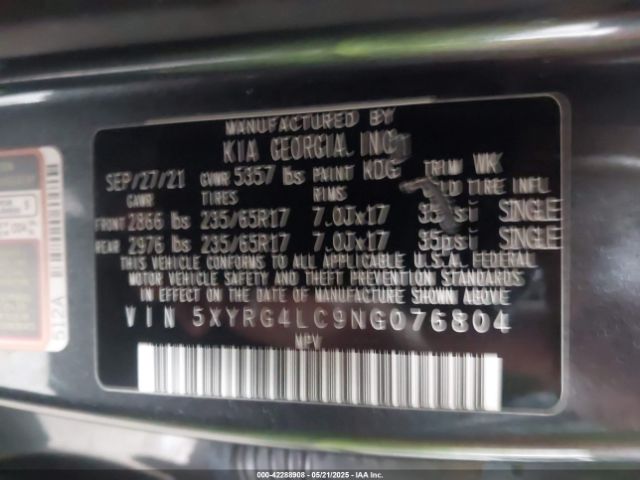 MANUFACTURED BY
KIA GEORGIA, INC
SEP/27/21 GVWR 5357 lbs PAINT KDG TRIM WK
GAWR TIRES RIMS COLD TIRE INFL
FRONT 2866 lbs 235/65R17 7.0Jx17 35psi SINGLE
REAR 2976 lbs 235/65R17 7.0Jx17 35psi SINGLE
THIS VEHICLE CONFORMS TO ALL APPLICABLE U.S.A. FEDERAL
MOTOR VEHICLE SAFETY AND THEFT PREVENTION STANDARDS
IN EFFECT ON THE DATE OF MANUFACTURE SHOWN ABOVE.
VIN 5XYRG4LC9NG076804
MPV
612A
000-42288908 - 05/21/2025 - IAA Inc.